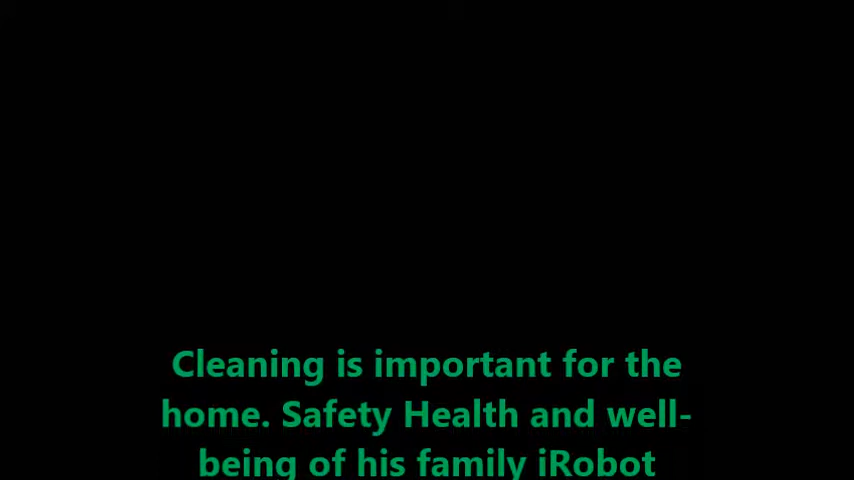 Cleaning is important for the
home. Safety Health and well-
being of his family iRobot